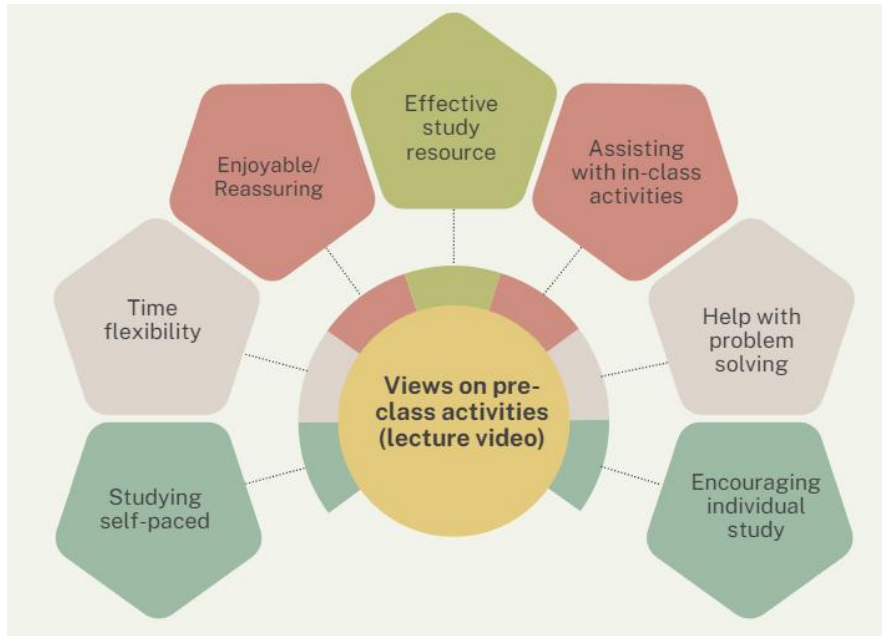 Effective
study
resource
Enjoyable/
Reassuring
Assisting
with in-class
activities
Time
flexibility
Help with
problem
solving
Views on pre-
class activities
(lecture video)
Studying
self-paced
Encouraging
individual
study